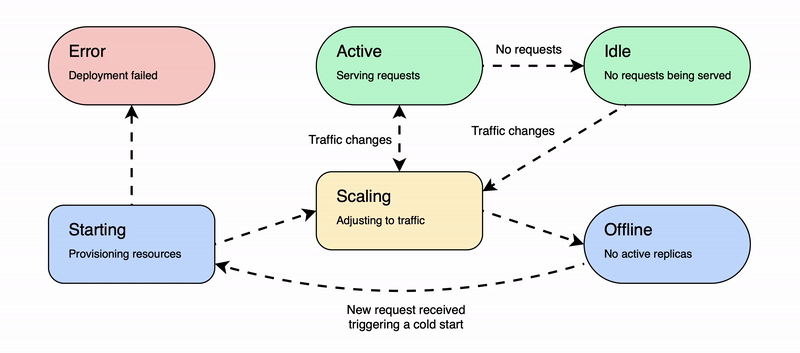 Error
Deployment failed
Active
Serving requests
No requests
Idle
No requests being served
Traffic changes
Traffic changes
Scaling
Adjusting to traffic
Starting
Provisioning resources
Offline
No active replicas
New request received
triggering a cold start